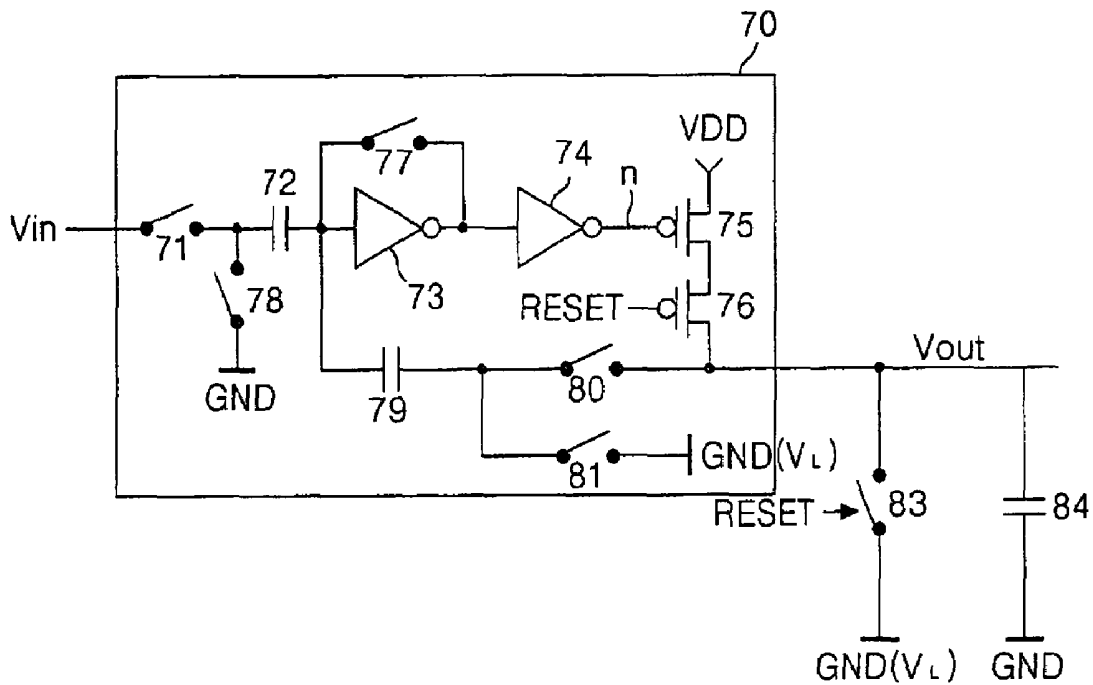 70
VDD
77
74
n
72
75
Vin
71
78
73
RESET
76
GND
79
80
Vout
81
GND(VL)
RESET
83
84
GND(VL)
GND